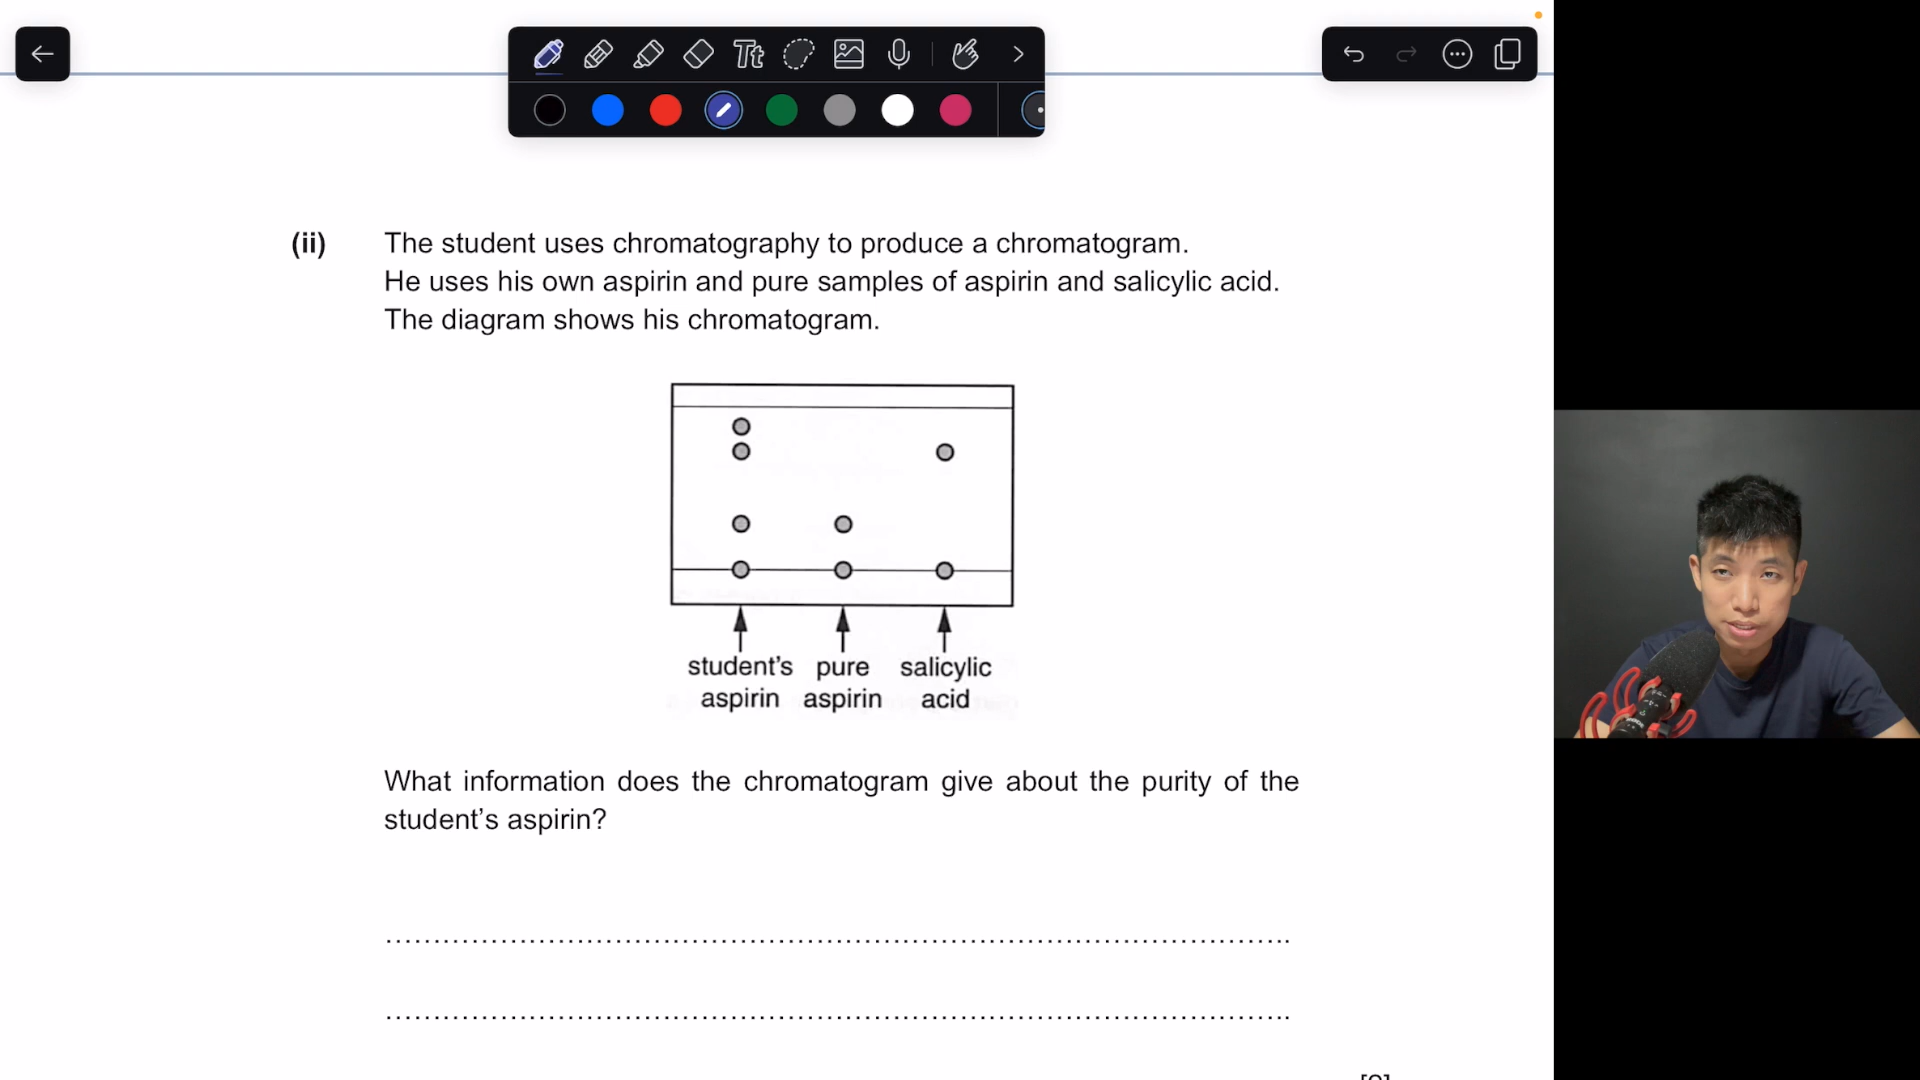 Tt
(ii) The student uses chromatography to produce a chromatogram.
He uses his own aspirin and pure samples of aspirin and salicylic acid.
The diagram shows his chromatogram.
student's pure salicylic
aspirin aspirin acid
What information does the chromatogram give about the purity of the
student's aspirin?